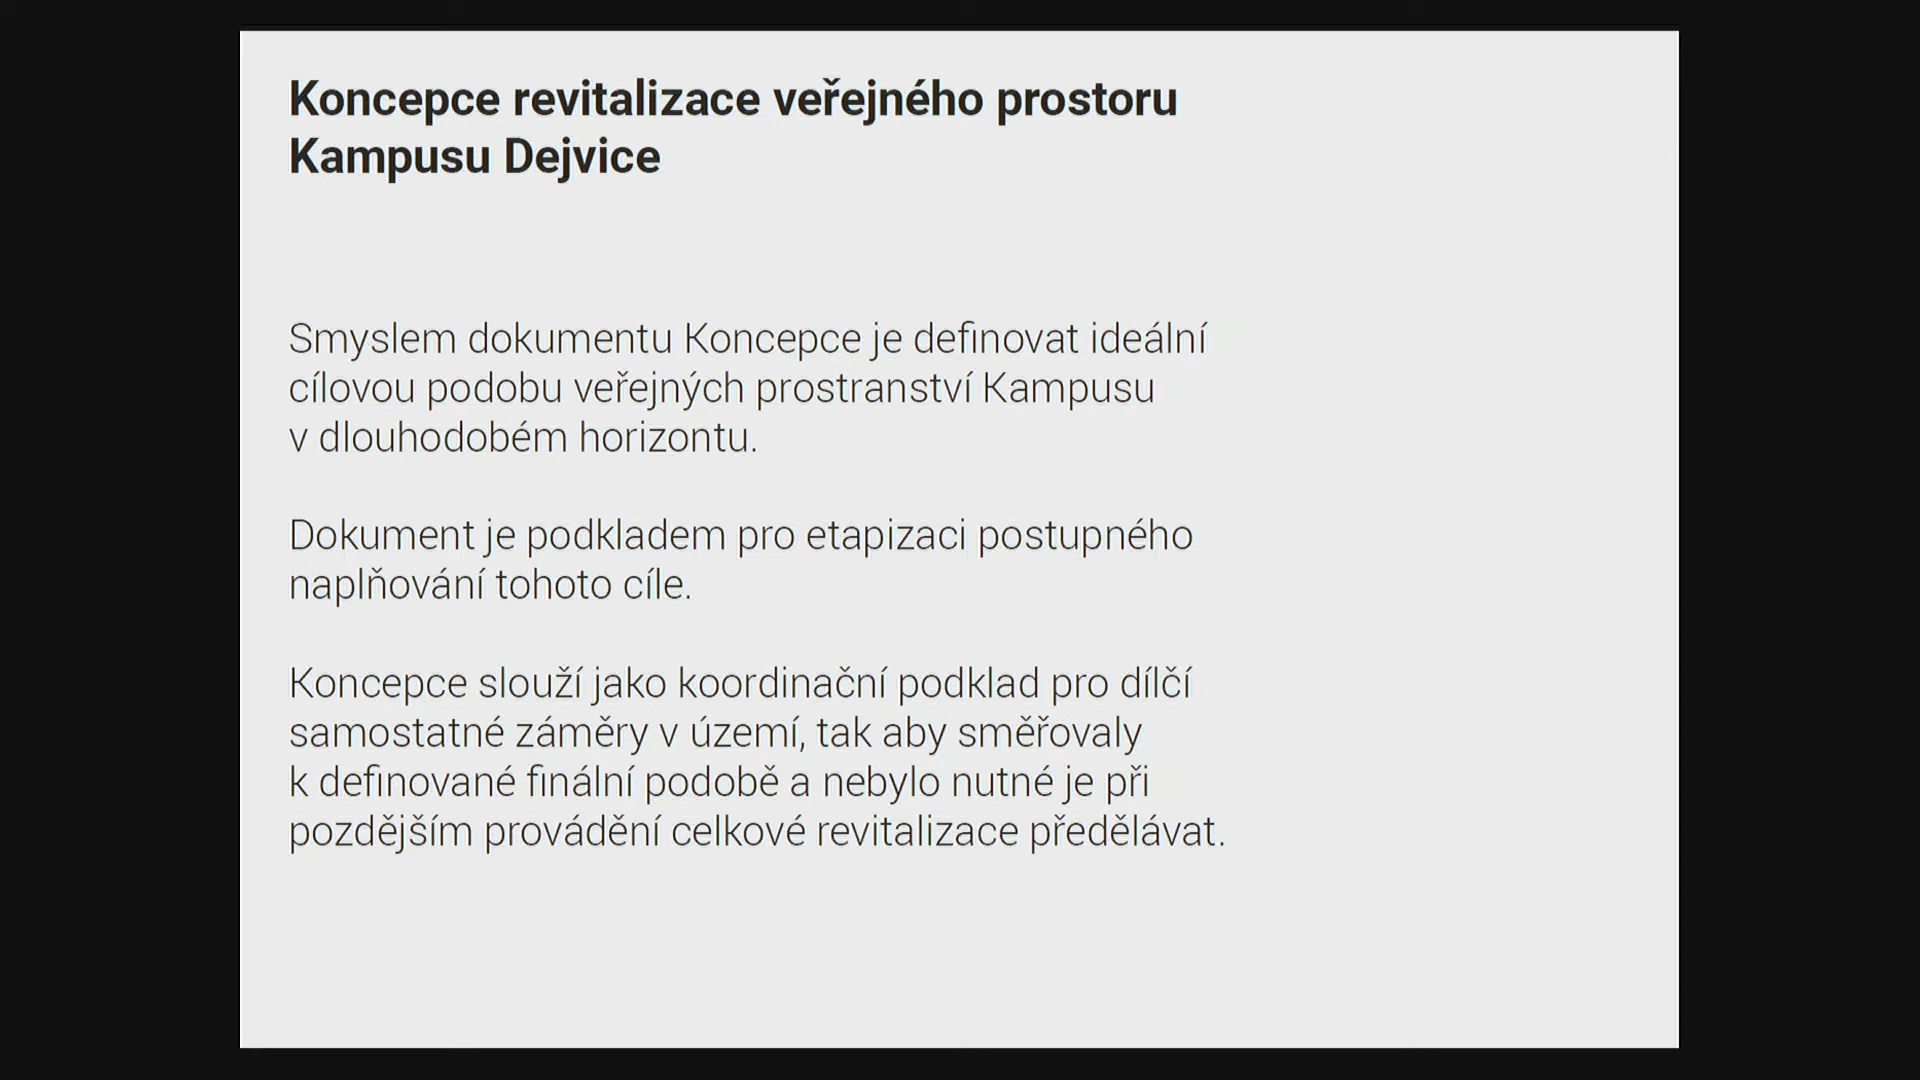 Koncepce revitalizace veřejného prostoru
Kampusu Dejvice
Smyslem dokumentu Koncepce je definovat ideální
cílovou podobu veřejných prostranství Kampusu
v dlouhodobém horizontu.
Dokument je podkladem pro etapizaci postupného
naplňování tohoto cíle.
Koncepce slouží jako koordinační podklad pro dílčí
samostatné záměry v území, tak aby směřovaly
k definované finální podobě a nebylo nutné je při
pozdějším provádění celkové revitalizace předělávat.